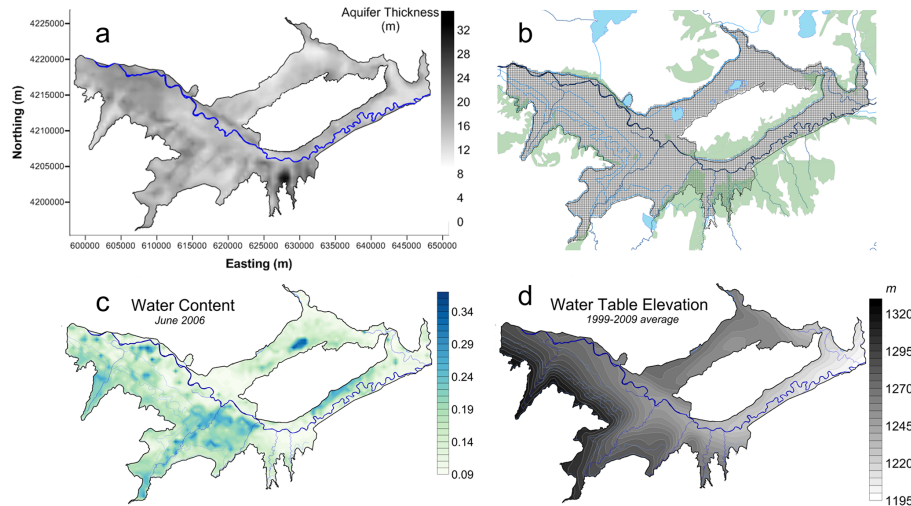 a
Aquifer Thickness
(m)
32
28
24
20
16
12
8
4
0
4225000
4220000
4215000
4210000
4205000
4200000
Northing (m)
600000 605000 610000 615000 620000 625000 630000 635000 640000 645000 650000
Easting (m)
b
c
Water Content
June 2006
0.34
0.29
0.24
0.19
0.14
0.09
d
Water Table Elevation
1999-2009 average
m
1320
1295
1270
1245
1220
1195